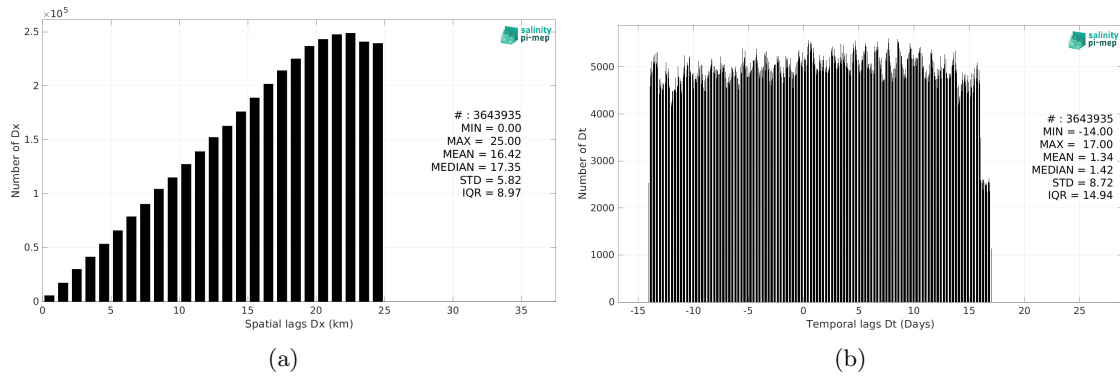 ×10^5
2.5
2
1.5
1
0.5
0
Number of Dx
0 5 10 15 20 25 30 35
Spatial lags Dx (km)
salinity
pi-mep
# : 3643935
MIN = 0.00
MAX = 25.00
MEAN = 16.42
MEDIAN = 17.35
STD = 5.82
IQR = 8.97
(a)
5000
4000
3000
2000
1000
0
Number of Dt
-15 -10 -5 0 5 10 15 20 25
Temporal lags Dt (Days)
salinity
pi-mep
# : 3643935
MIN = -14.00
MAX = 17.00
MEAN = 1.34
MEDIAN = 1.42
STD = 8.72
IQR = 14.94
(b)